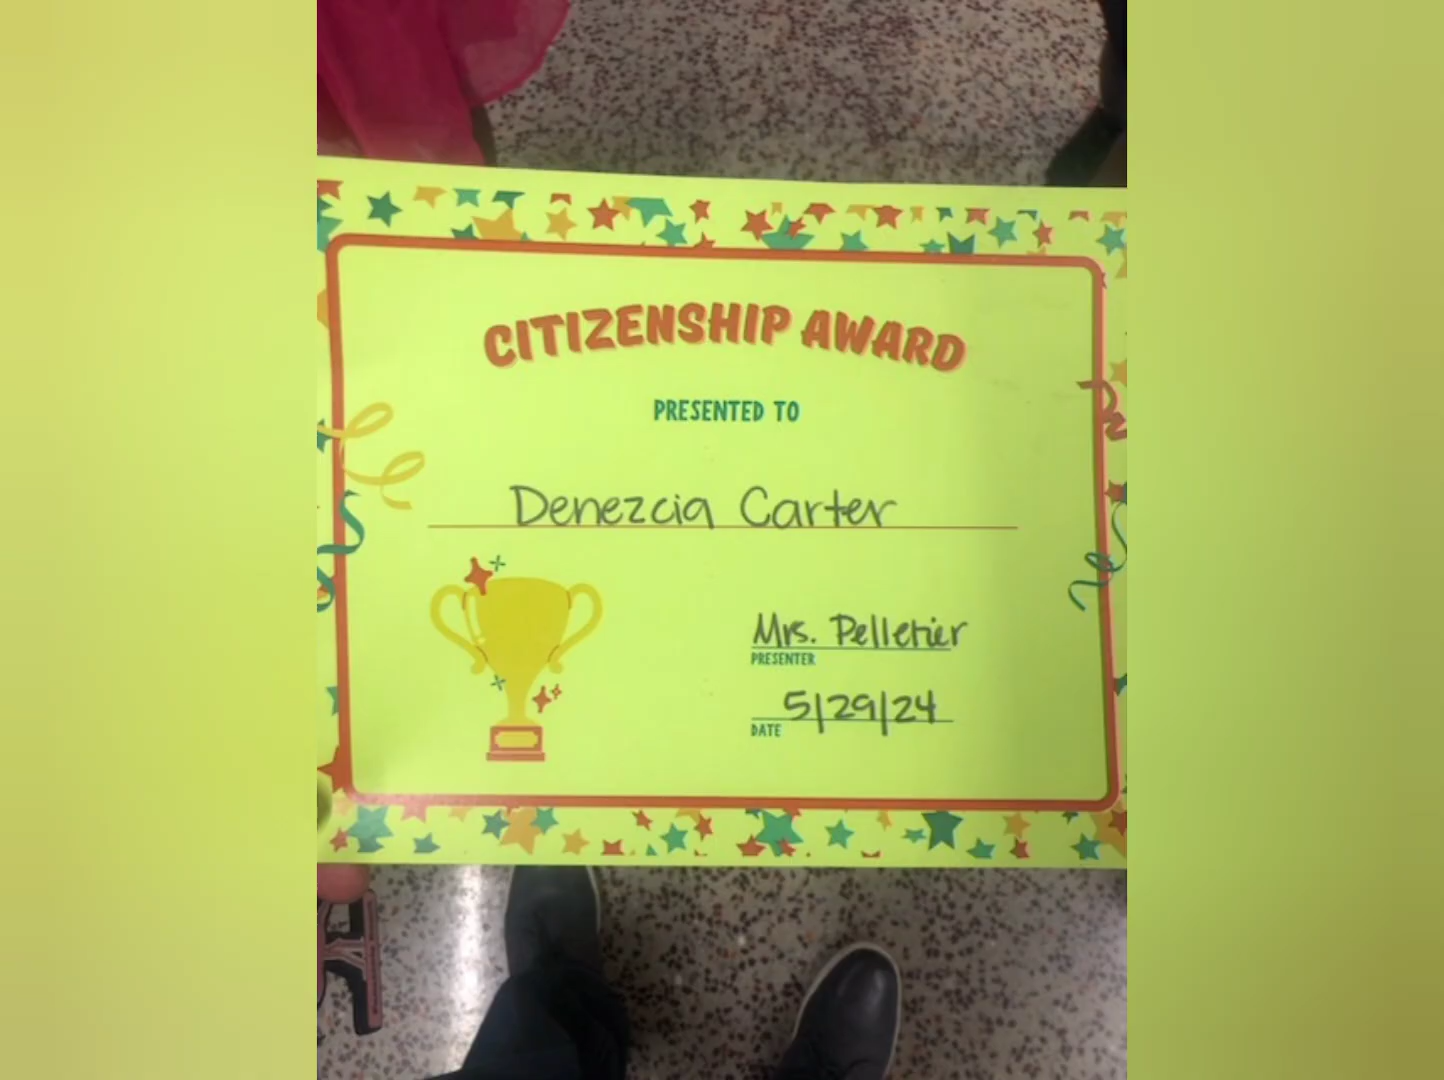 CITIZENSHIP AWARD
PRESENTED TO
Denezcia Carter
Mrs. Pelletier
PRESENTER
5/29/24
DATE